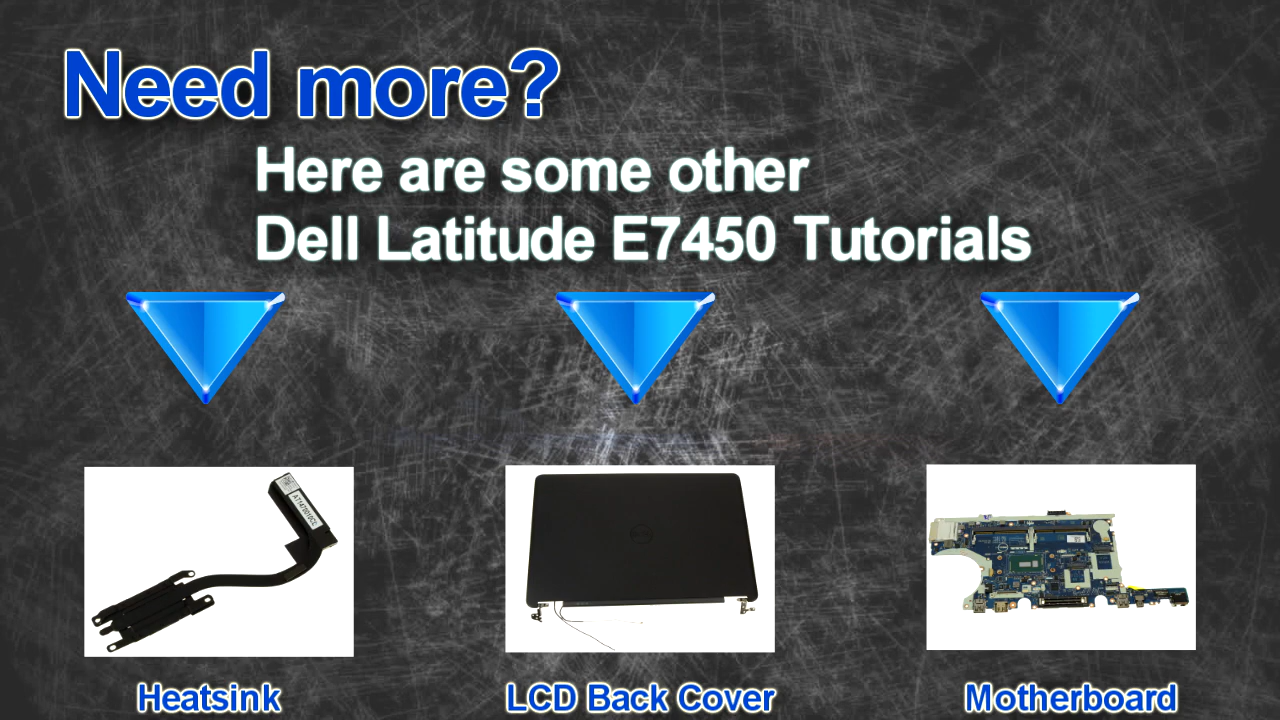 Need more?
Here are some other
Dell Latitude E7450 Tutorials
Heatsink
LCD Back Cover
Motherboard